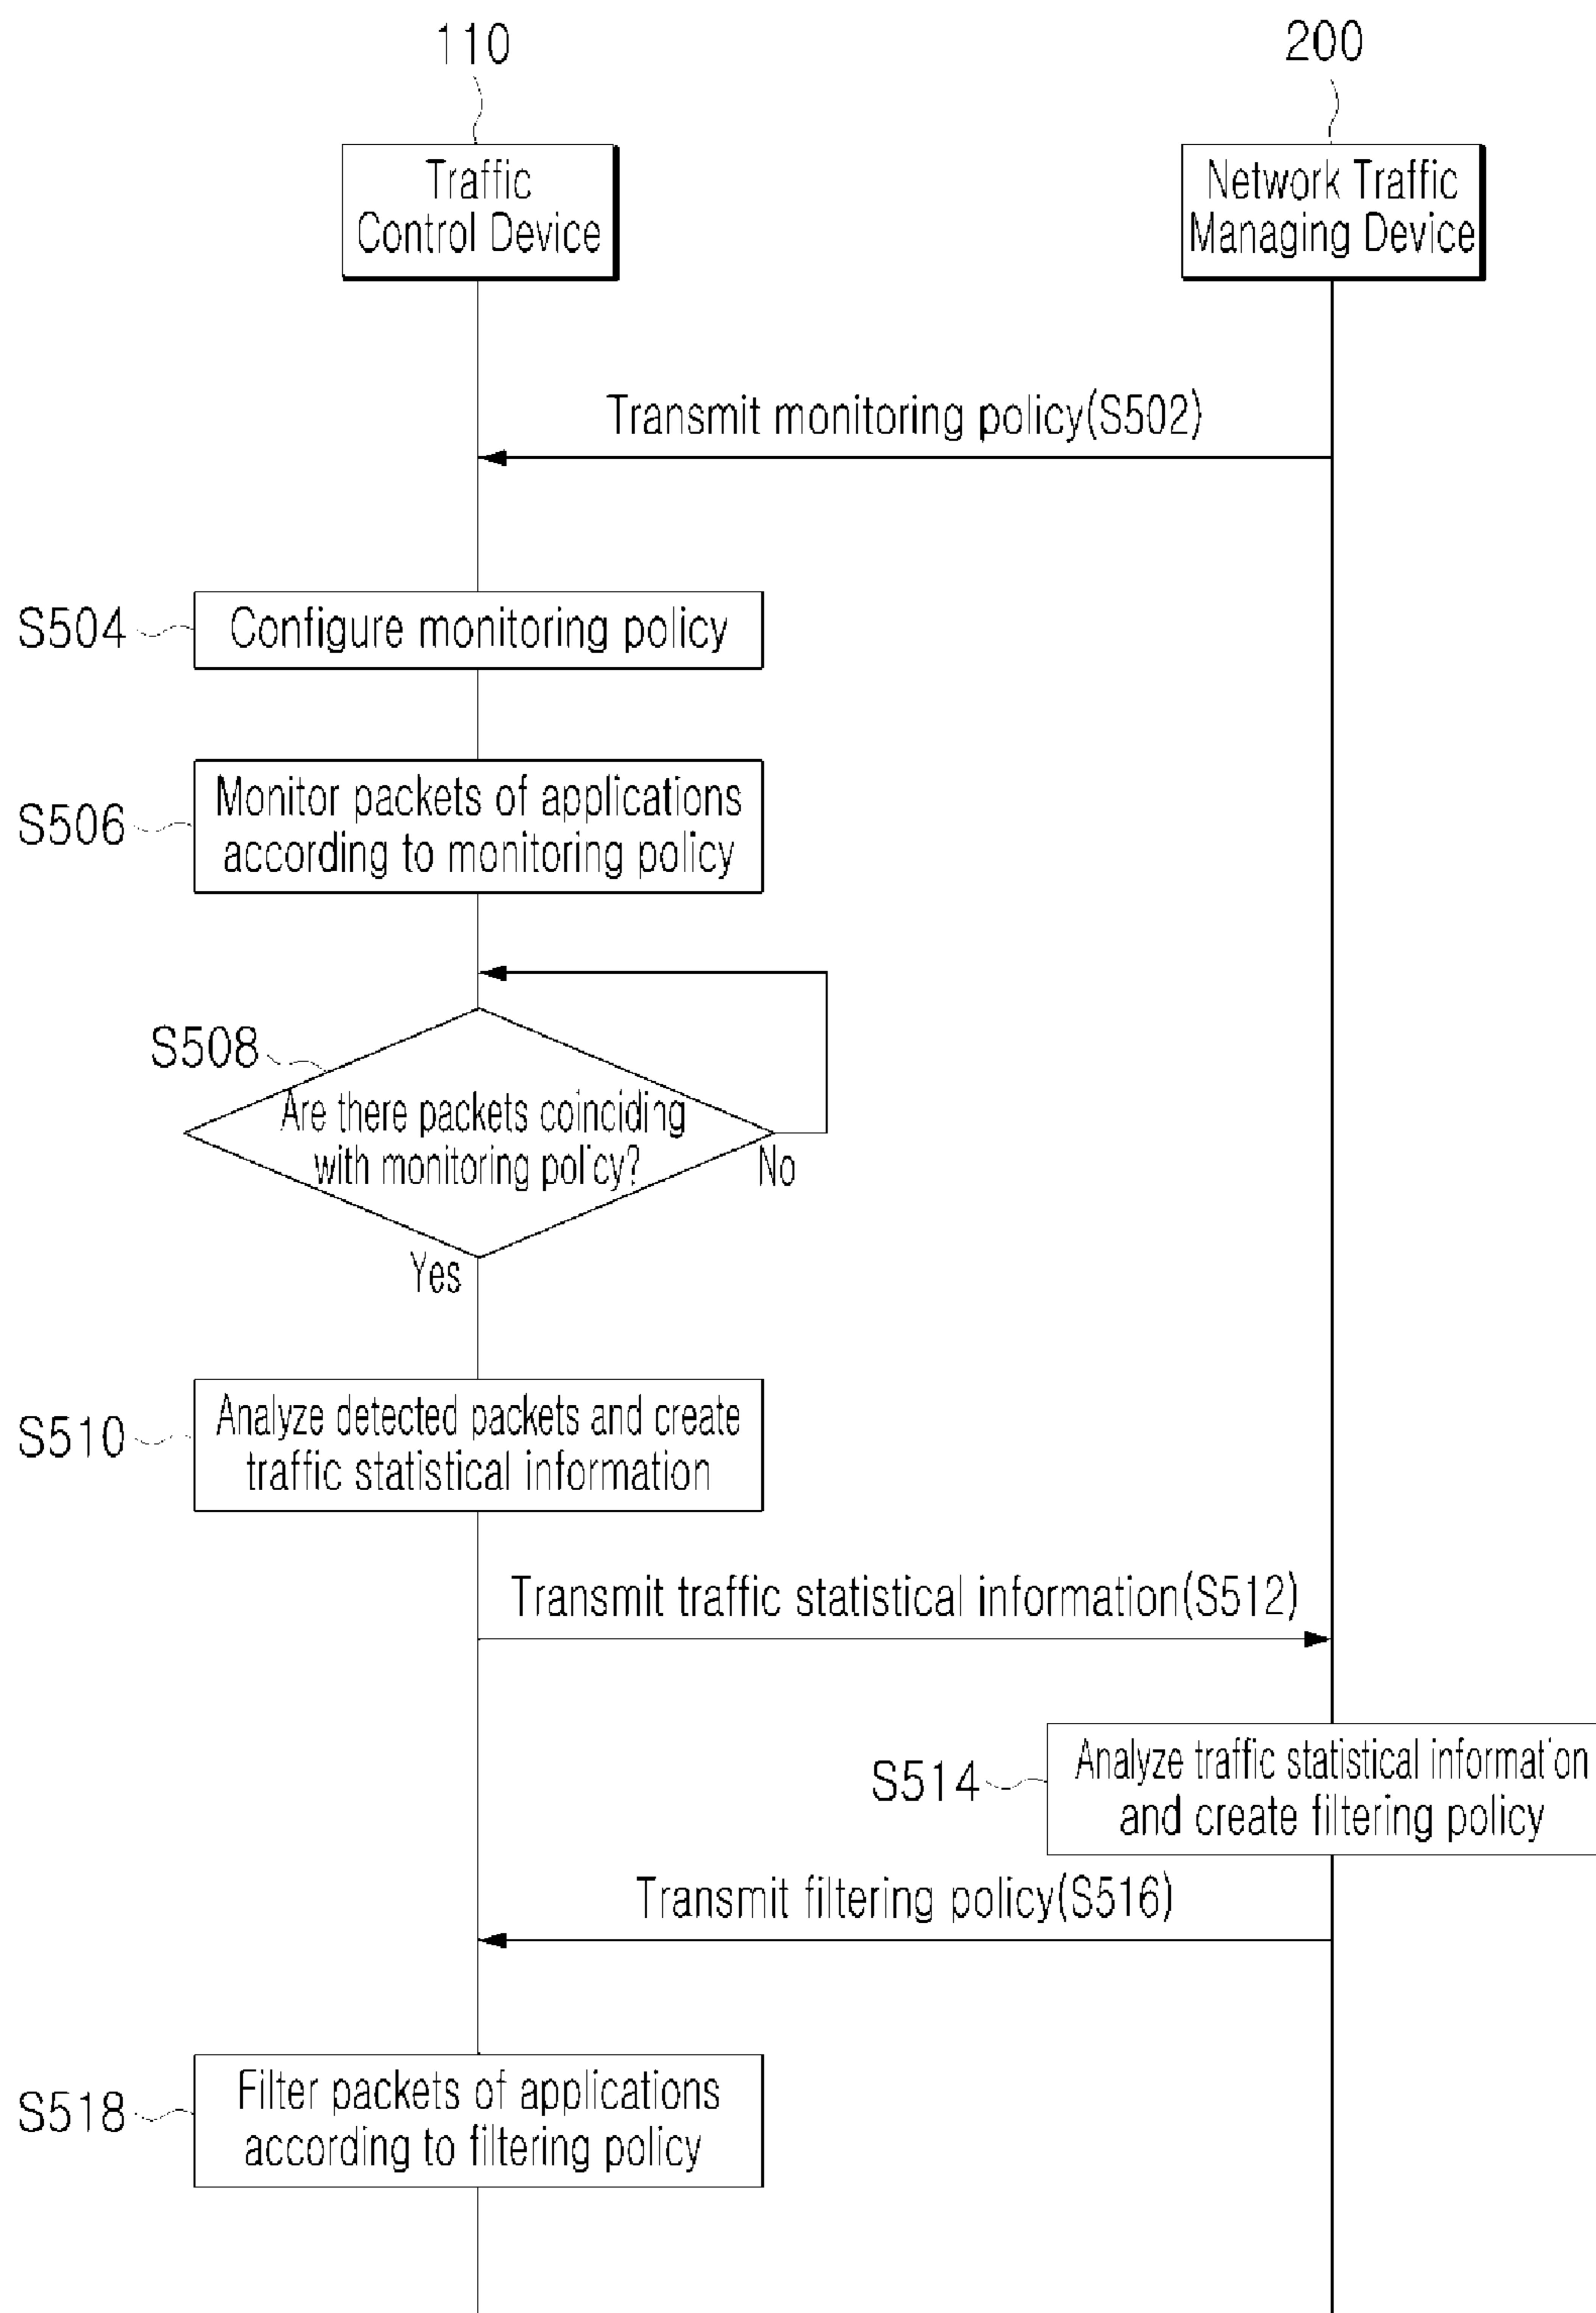 110
200
Traffic
Control Device
Network Traffic
Managing Device
Transmit monitoring policy(S502)
S504
Configure monitoring policy
S506
Monitor packets of applications
according to monitoring policy
S508
Are there packets coinciding
with monitoring policy?
No
Yes
S510
Analyze detected packets and create
traffic statistical information
Transmit traffic statistical information(S512)
S514
Analyze traffic statistical information
and create filtering policy
Transmit filtering policy(S516)
S518
Filter packets of applications
according to filtering policy